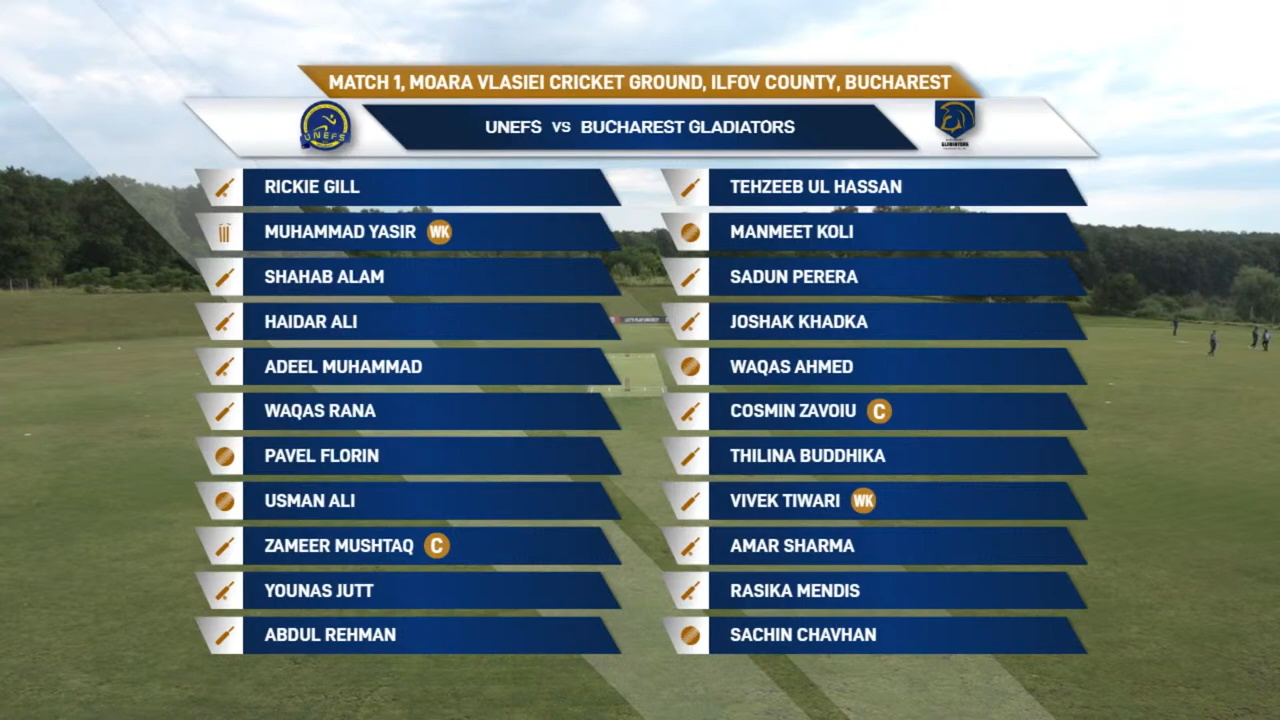 MATCH 1, MOARA VLASIEI CRICKET GROUND, ILFOV COUNTY, BUCHAREST
UNEFS
UNEFS VS BUCHAREST GLADIATORS
GLADIATORS
RICKIE GILL
MUHAMMAD YASIR WK
SHAHAB ALAM
HAIDAR ALI
ADEEL MUHAMMAD
WAQAS RANA
PAVEL FLORIN
USMAN ALI
ZAMEER MUSHTAQ C
YOUNAS JUTT
ABDUL REHMAN
TEHZEEB UL HASSAN
MANMEET KOLI
SADUN PERERA
JOSHAK KHADKA
WAQAS AHMED
COSMIN ZAVOIU C
THILINA BUDDHIKA
VIVEK TIWARI WK
AMAR SHARMA
RASIKA MENDIS
SACHIN CHAVHAN